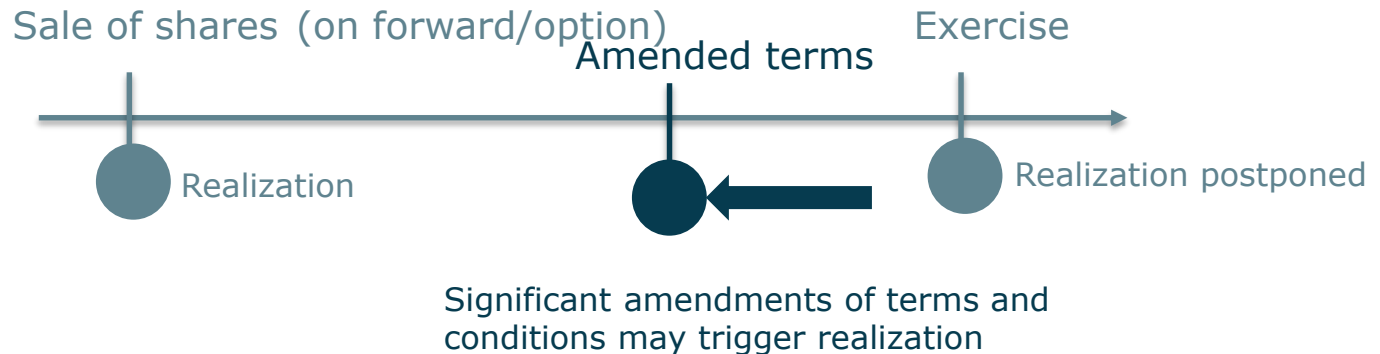 Sale of shares (on forward/option)
Exercise
Amended terms
Realization
Realization postponed
Significant amendments of terms and
conditions may trigger realization